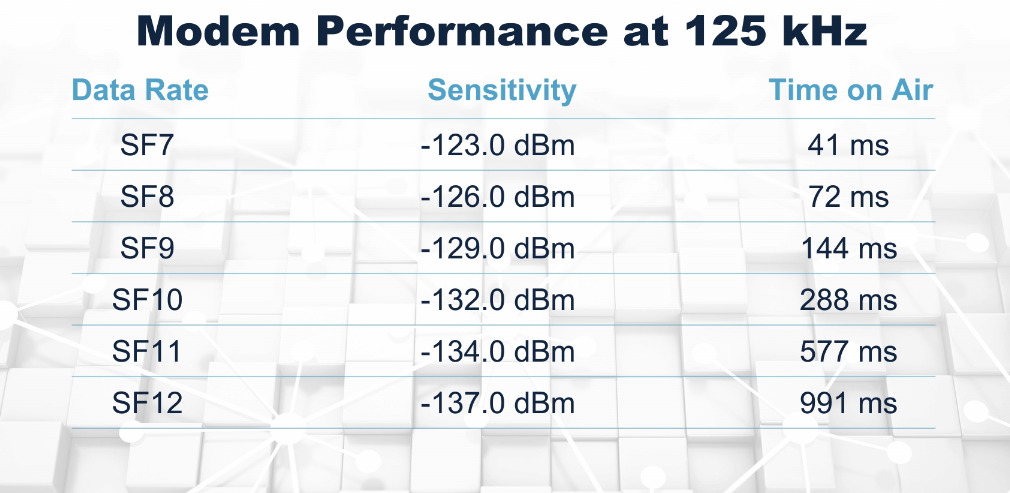 Modem Performance at 125 kHz
Data Rate Sensitivity Time on Air
SF7 -123.0 dBm 41 ms
SF8 -126.0 dBm 72 ms
SF9 -129.0 dBm 144 ms
SF10 -132.0 dBm 288 ms
SF11 -134.0 dBm 577 ms
SF12 -137.0 dBm 991 ms